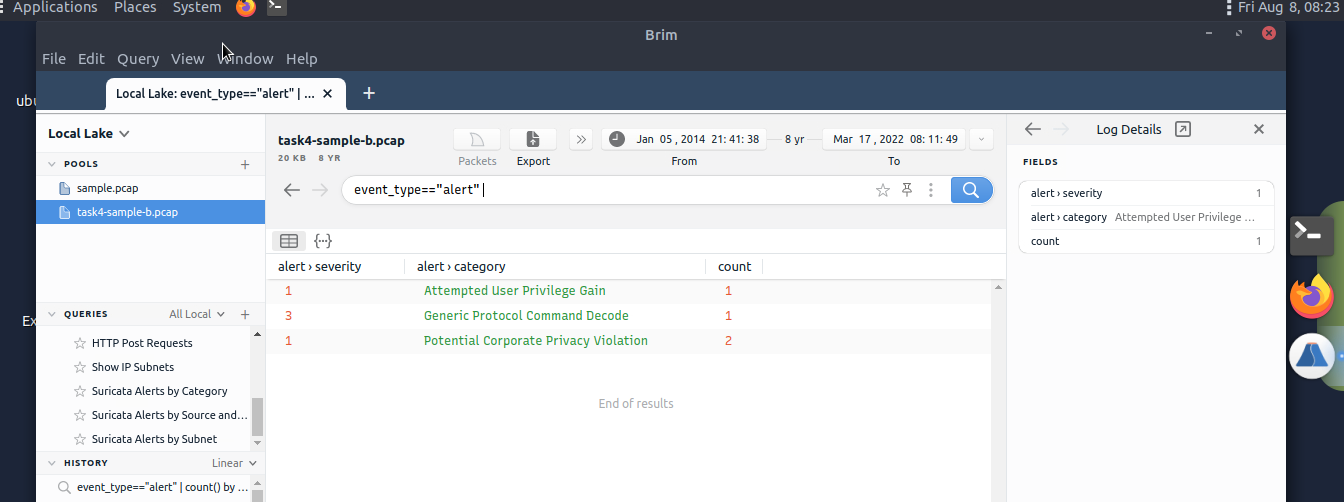 Applications Places System Fri Aug 8, 08:23
Brim
File Edit Query View Window Help
Local Lake: event_type=="alert" | ... × +
ubu
Ex
Local Lake
POOLS +
sample.pcap
task4-sample-b.pcap
QUERIES All Local +
HTTP Post Requests
Show IP Subnets
Suricata Alerts by Category
Suricata Alerts by Source and...
Suricata Alerts by Subnet
HISTORY Linear
event_type=="alert" | count() by ...
task4-sample-b.pcap
20 KB 8 YR
Packets
Export
Jan 05 , 2014 21: 41: 38 8 yr Mar 17 , 2022 08: 11: 49
From To
event_type=="alert" |
alert › severity alert › category count
1 Attempted User Privilege Gain 1
3 Generic Protocol Command Decode 1
1 Potential Corporate Privacy Violation 2
End of results
Log Details
FIELDS
alert › severity 1
alert › category Attempted User Privilege ...
count 1